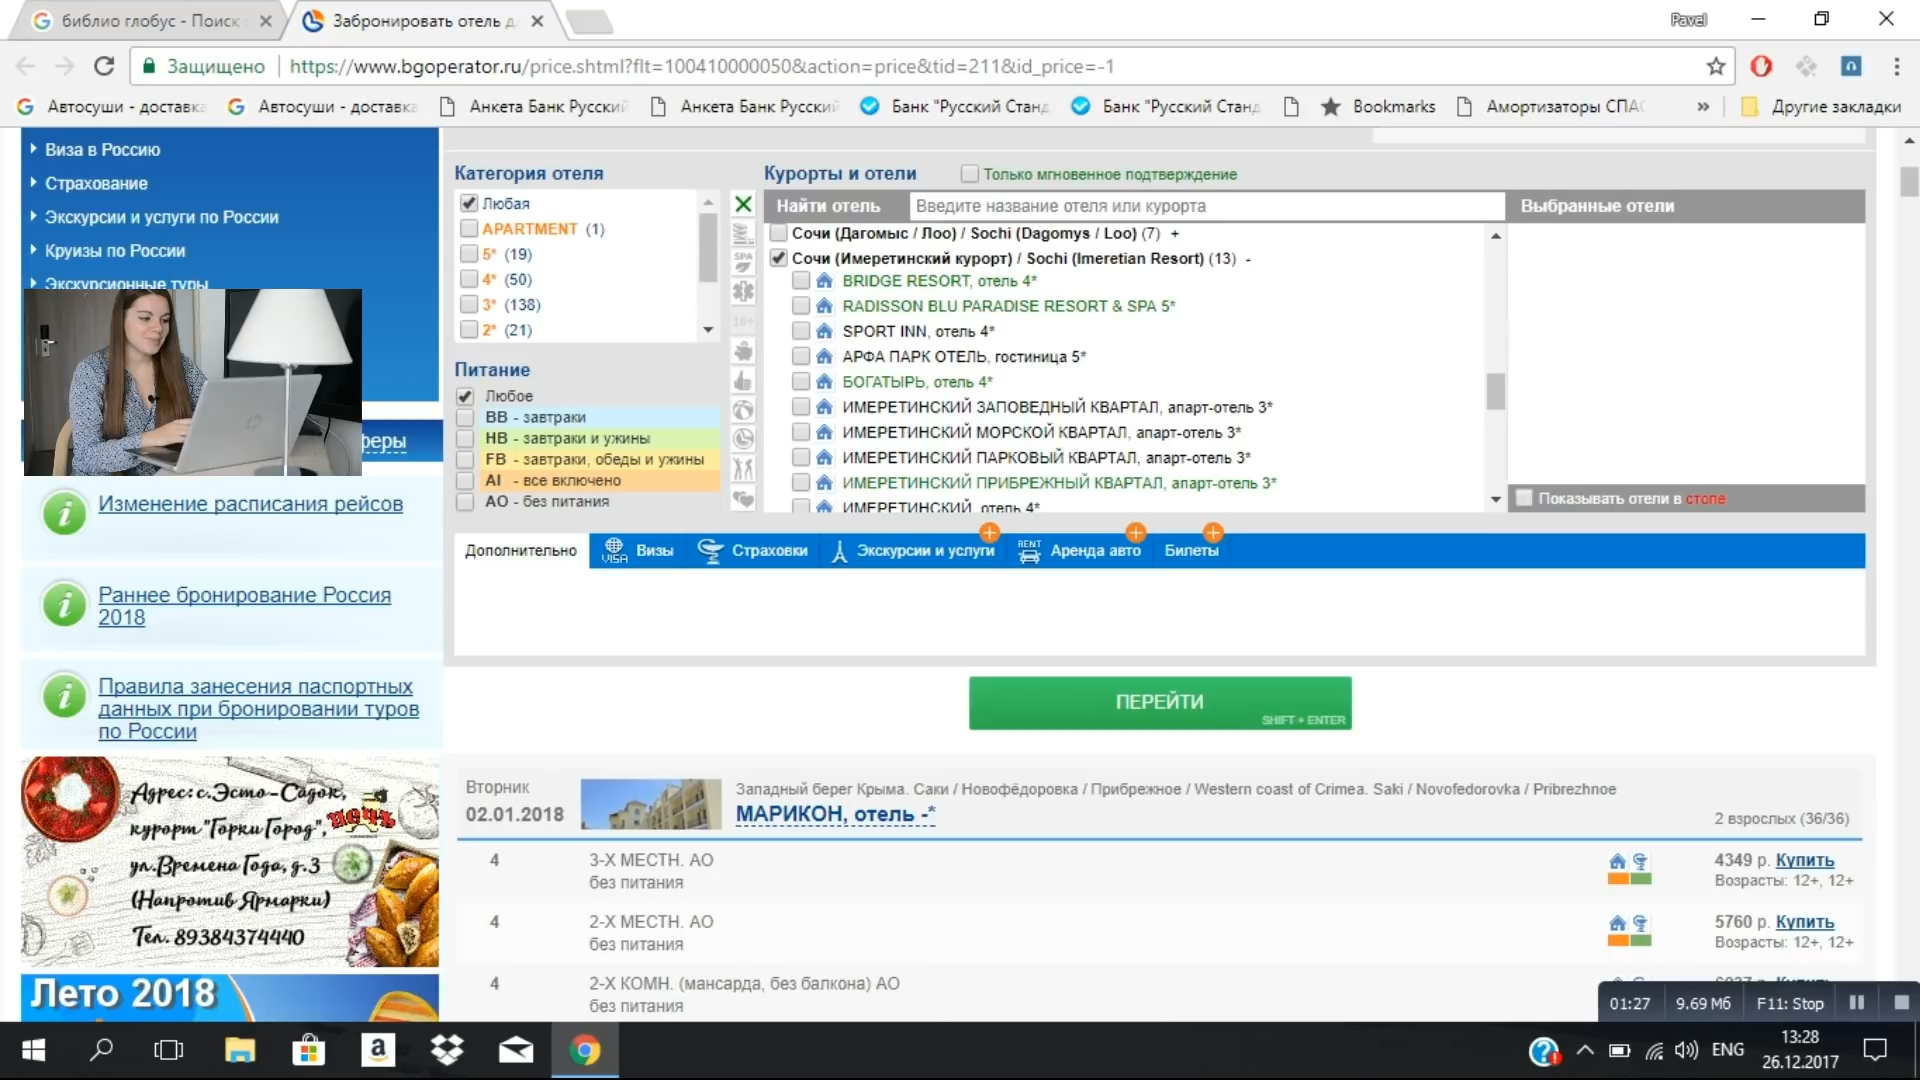 библио глобус - Поиск
Забронировать отель д
Pavel
Защищено
https://www.bgoperator.ru/price.shtml?flt=100410000050&action=price&tid=211&id_price=-1
Автосуши - доставка
Автосуши - доставка
Анкета Банк Русский
Анкета Банк Русский
Банк "Русский Станд
Банк "Русский Станд
Bookmarks
Амортизаторы СПАС
»
Другие закладки
Виза в Россию
Страхование
Экскурсии и услуги по России
Круизы по России
Экскурсионные туры
феры
Изменение расписания рейсов
Раннее бронирование Россия
2018
Правила занесения паспортных
данных при бронировании туров
по России
Адрес: с.Эсто-Садок,
курорт "Горки Город",
ул.Времена Года, д.3
(Напротив Ярмарки)
Тел. 89384374440
печь
Лето 2018
Категория отеля
Любая
APARTMENT (1)
5* (19)
4* (50)
3* (138)
2* (21)
Питание
Любое
BB - завтраки
HB - завтраки и ужины
FB - завтраки, обеды и ужины
AI - все включено
AO - без питания
SPA
16+
Курорты и отели
Только мгновенное подтверждение
Найти отель
Введите название отеля или курорта
Выбранные отели
Сочи (Дагомыс / Лоо) / Sochi (Dagomys / Loo) (7) +
Сочи (Имеретинский курорт) / Sochi (Imeretian Resort) (13) -
BRIDGE RESORT, отель 4*
RADISSON BLU PARADISE RESORT & SPA 5*
SPORT INN, отель 4*
АРФА ПАРК ОТЕЛЬ, гостиница 5*
БОГАТЫРЬ, отель 4*
ИМЕРЕТИНСКИЙ ЗАПОВЕДНЫЙ КВАРТАЛ, апарт-отель 3*
ИМЕРЕТИНСКИЙ МОРСКОЙ КВАРТАЛ, апарт-отель 3*
ИМЕРЕТИНСКИЙ ПАРКОВЫЙ КВАРТАЛ, апарт-отель 3*
ИМЕРЕТИНСКИЙ ПРИБРЕЖНЫЙ КВАРТАЛ, апарт-отель 3*
ИМЕРЕТИНСКИЙ, отель 4*
Показывать отели в стопе
Дополнительно
VISA Визы
Страховки
Экскурсии и услуги
RENT Аренда авто
Билеты
ПЕРЕЙТИ
SHIFT + ENTER
Вторник
02.01.2018
Западный берег Крыма. Саки / Новофёдоровка / Прибрежное / Western coast of Crimea. Saki / Novofedorovka / Pribrezhnoe
МАРИКОН, отель -*
2 взрослых (36/36)
4 3-Х МЕСТН. АО 4349 р. Купить
без питания Возрасты: 12+, 12+
4 2-Х МЕСТН. АО 5760 р. Купить
без питания Возрасты: 12+, 12+
4 2-Х КОМН. (мансарда, без балкона) АО
без питания
01:27 9.69 Мб F11: Stop
ENG
13:28
26.12.2017